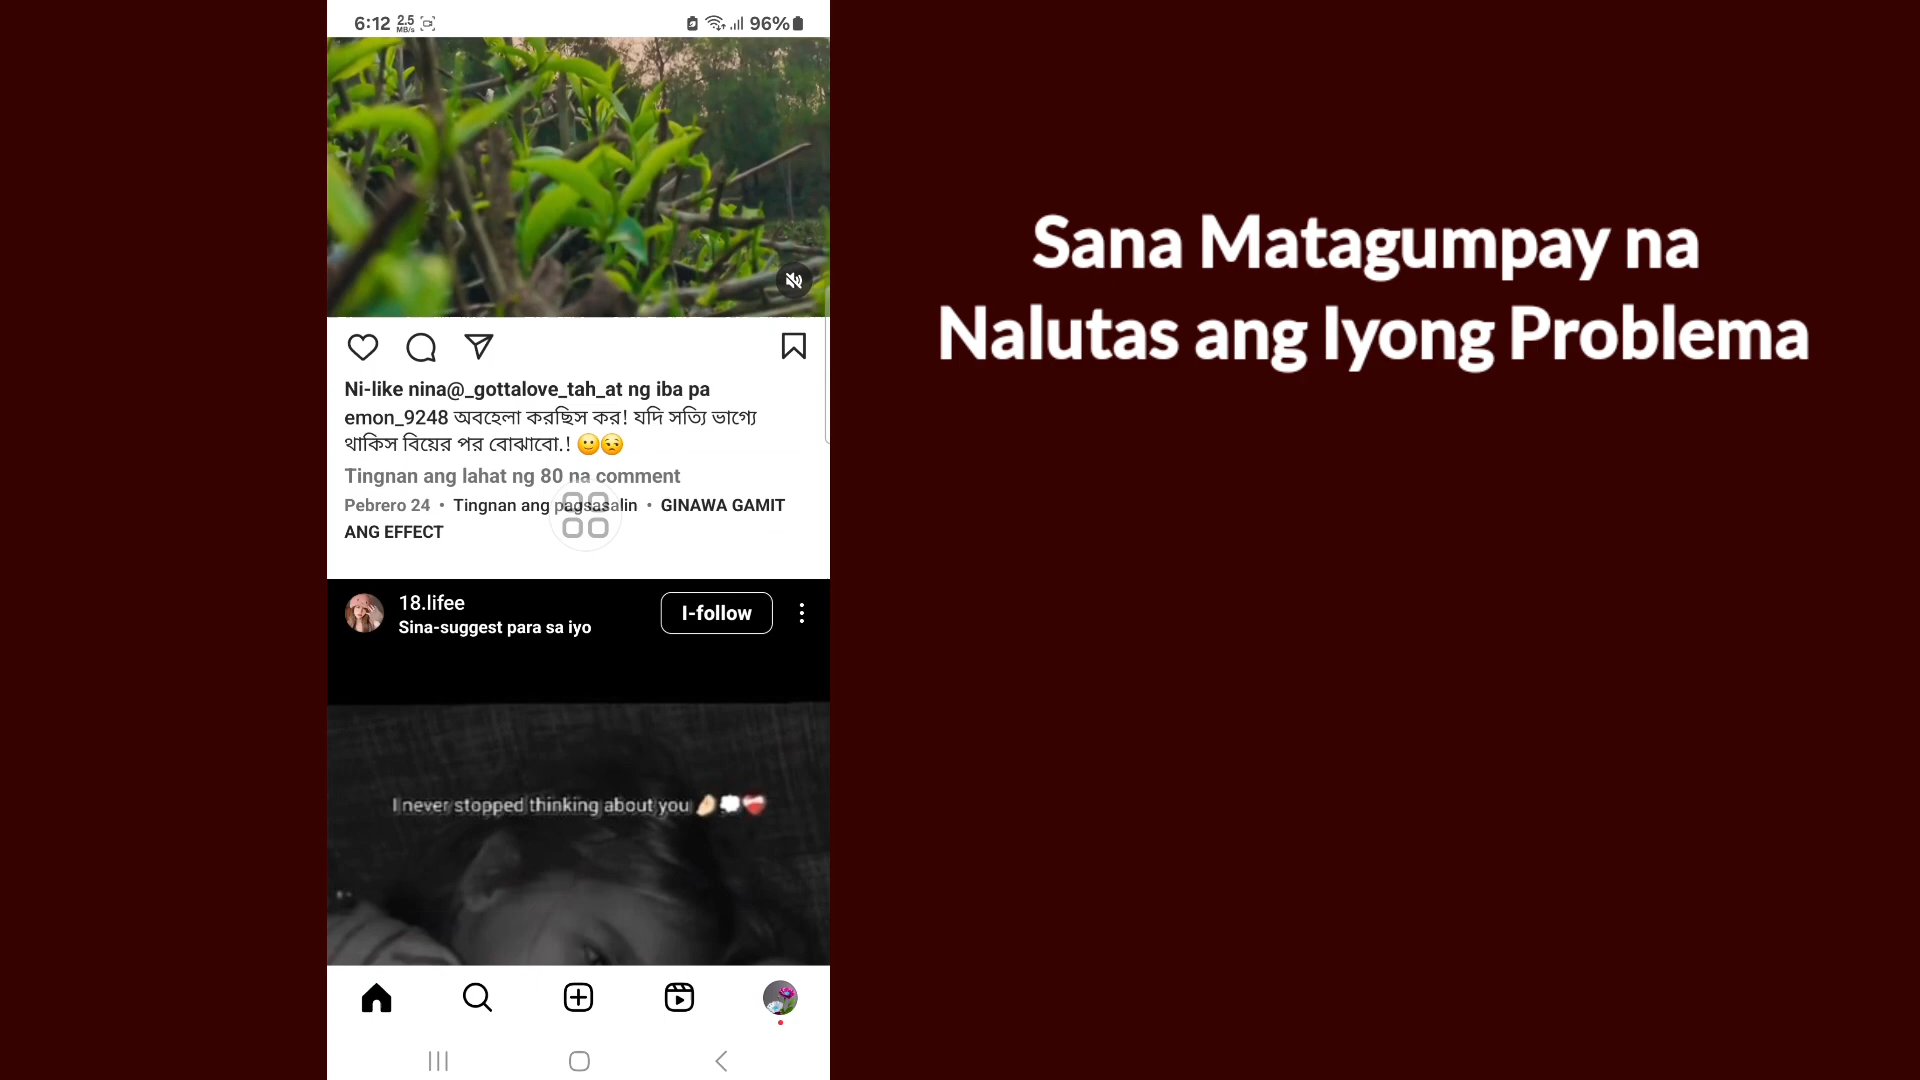 6:12 2.5 MB/s 96%
Ni-like nina@_gottalove_tah_at ng iba pa
emon_9248 অবহেলা করছিস কর! যদি সত্যি ভাগ্যে
থাকিস বিয়ের পর বোঝাবো.! 🙂😒
Tingnan ang lahat ng 80 na comment
Pebrero 24 • Tingnan ang pagsasalin • GINAWA GAMIT
ANG EFFECT
18.lifee
Sina-suggest para sa iyo
I-follow
I never stopped thinking about you
Sana Matagumpay na
Nalutas ang Iyong Problema